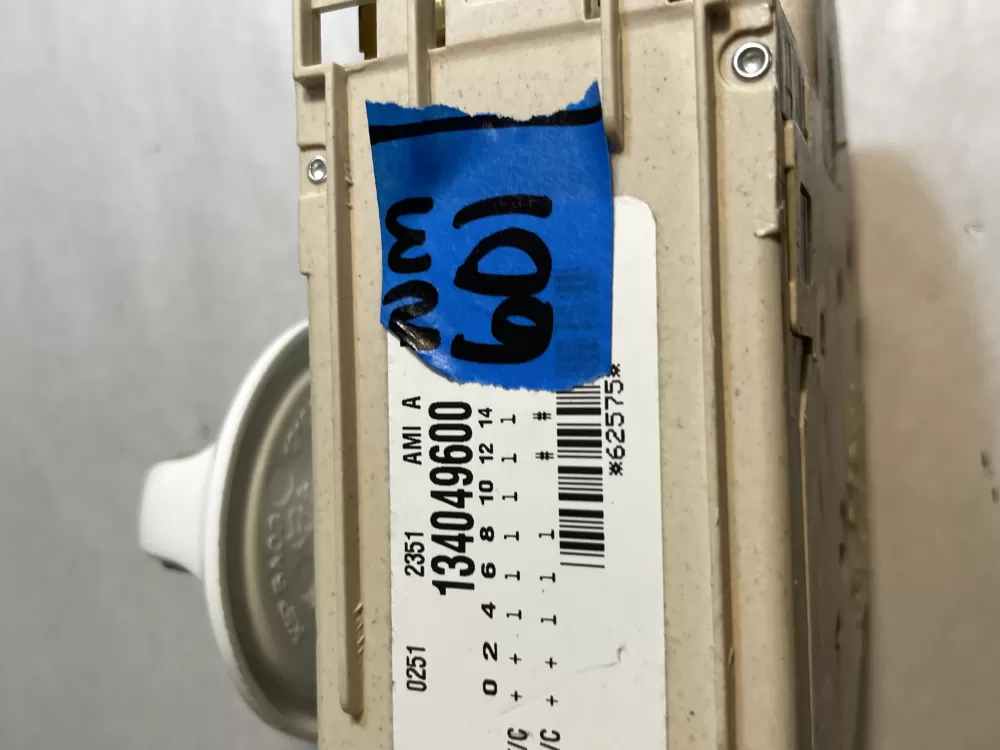 NM
601
0251 2351 AMI A
134049600
0 2 4 6 8 10 12 14
/C + + 1 1 1 1 1 1
/C + + 1 1 1 # #
*62575*